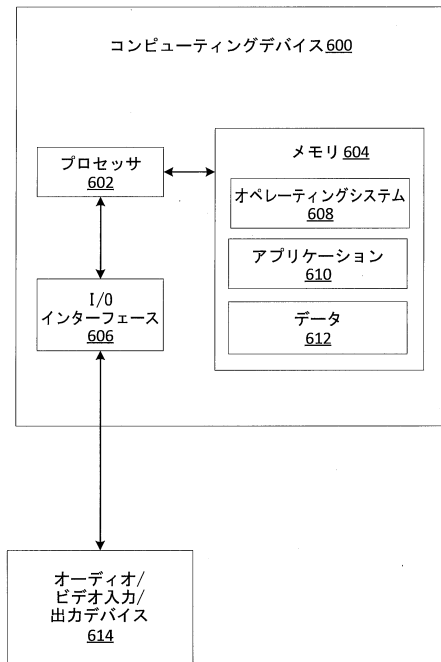 コンピューティングデバイス600
プロセッサ
602
メモリ 604
オペレーティングシステム
608
アプリケーション
610
データ
612
I/O
インターフェース
606
オーディオ/
ビデオ入力/
出力デバイス
614